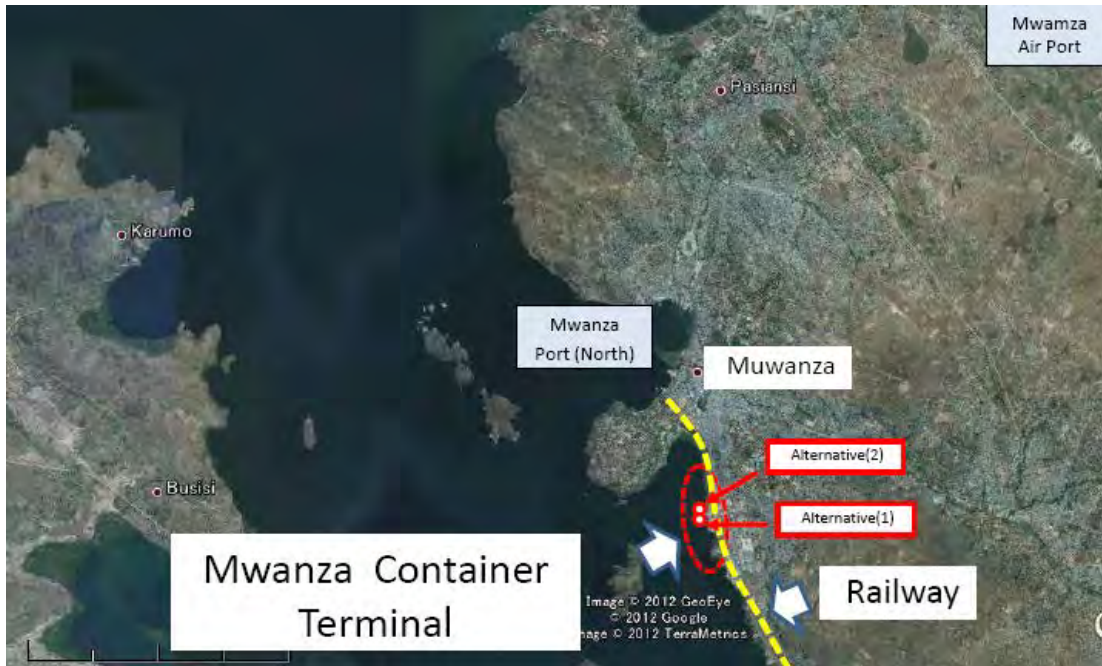 Mwamza
Air Port
Pasiansi
Karumo
Mwanza
Port (North)
Muwanza
Alternative(2)
Busisi
Alternative(1)
Mwanza Container
Terminal
Railway
Image © 2012 GeoEye
© 2012 Google
mage © 2012 TerraMetrics